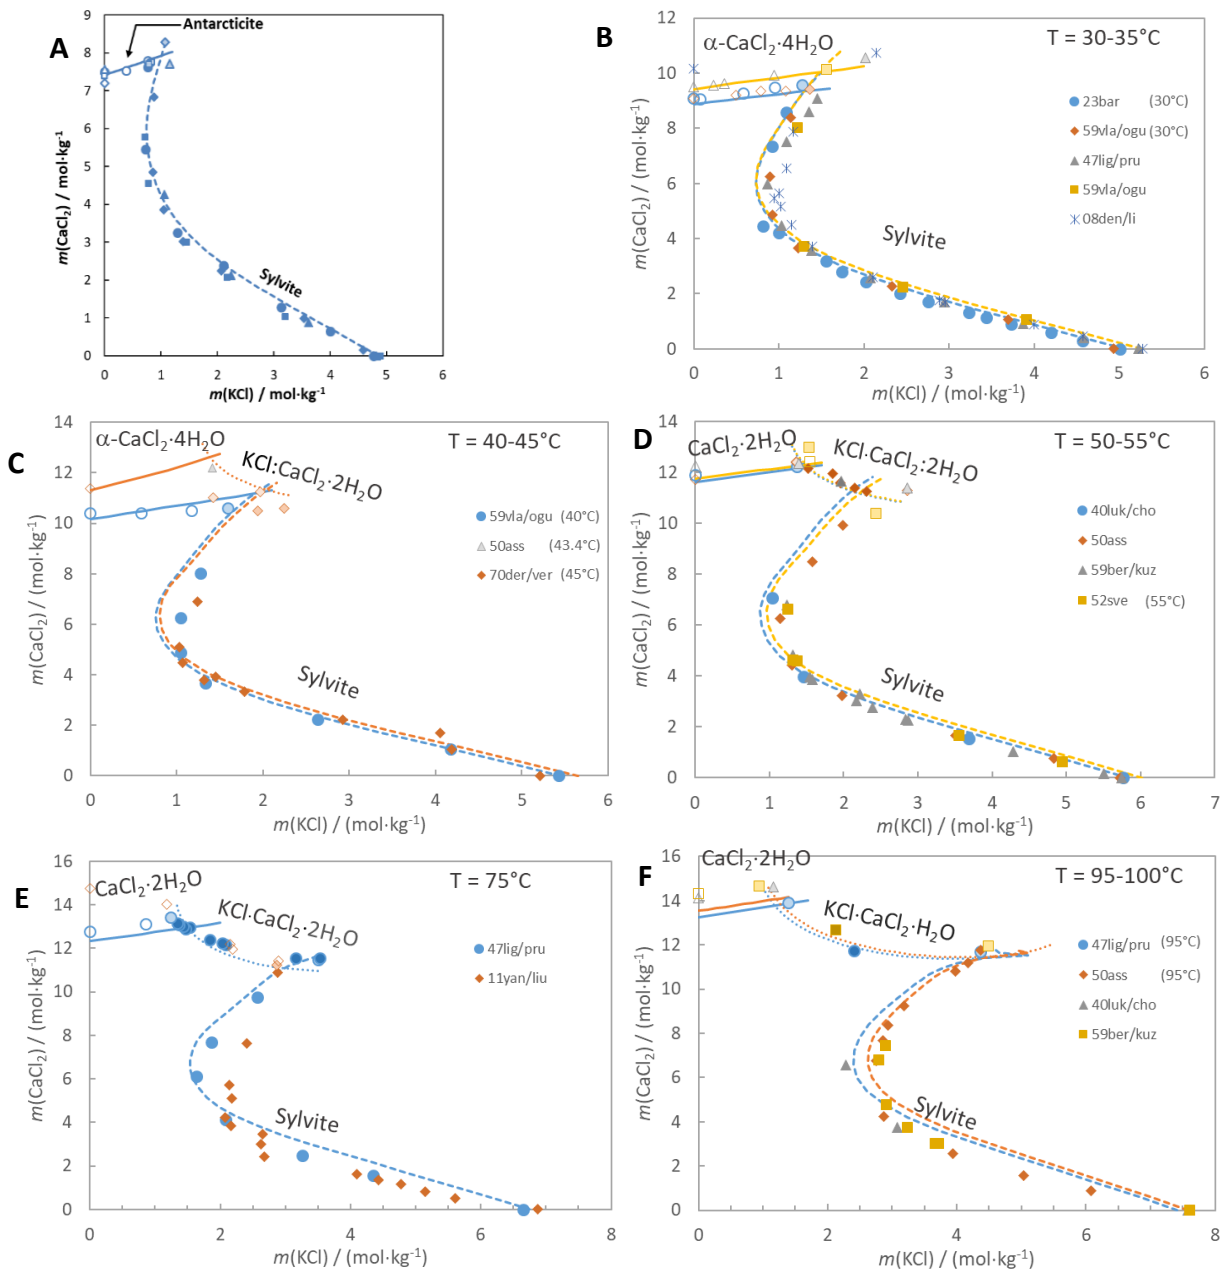 A
Antarcticite
9
8
7
6
5
4
3
2
1
0
m(CaCl₂) / mol·kg⁻¹
Sylvite
0 1 2 3 4 5 6
m(KCl) / mol·kg⁻¹
B
α-CaCl₂·4H₂O
T = 30-35°C
12
10
8
6
4
2
0
m(CaCl₂) / (mol·kg⁻¹)
23bar (30°C)
59vla/ogu (30°C)
47lig/pru
59vla/ogu
08den/li
Sylvite
0 1 2 3 4 5 6
m(KCl) / (mol·kg⁻¹)
C
α-CaCl₂·4H₂O
T = 40-45°C
KCl:CaCl₂·2H₂O
14
12
10
8
6
4
2
0
m(CaCl₂) / (mol·kg⁻¹)
59vla/ogu (40°C)
50ass (43.4°C)
70der/ver (45°C)
Sylvite
0 1 2 3 4 5 6
m(KCl) / (mol·kg⁻¹)
D
CaCl₂·2H₂O
KCl·CaCl₂:2H₂O
T = 50-55°C
14
12
10
8
6
4
2
0
m(CaCl₂) / (mol·kg⁻¹)
40luk/cho
50ass
59ber/kuz
52sve (55°C)
Sylvite
0 1 2 3 4 5 6 7
m(KCl) / (mol·kg⁻¹)
E
CaCl₂·2H₂O
T = 75°C
KCl·CaCl₂·2H₂O
16
14
12
10
8
6
4
2
0
m(CaCl₂) / (mol·kg⁻¹)
47lig/pru
11yan/liu
Sylvite
0 2 4 6 8
m(KCl) / (mol·kg⁻¹)
F
CaCl₂·2H₂O
T = 95-100°C
KCl·CaCl₂·H₂O
16
14
12
10
8
6
4
2
0
m(CaCl₂) / (mol·kg⁻¹)
47lig/pru (95°C)
50ass (95°C)
40luk/cho
59ber/kuz
Sylvite
0 2 4 6 8
m(KCl) / (mol·kg⁻¹)